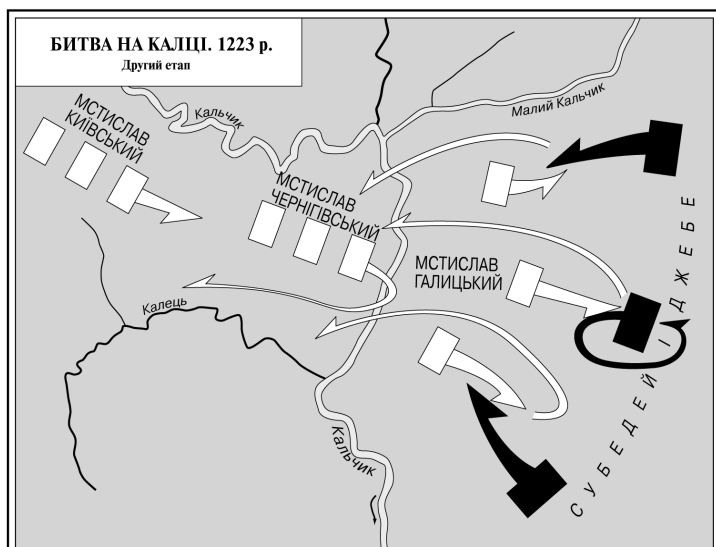 БИТВА НА КАЛЦІ. 1223 р.
Другий етап
Кальчик
Малий Кальчик
МСТИСЛАВ
КИЇВСЬКИЙ
МСТИСЛАВ
ЧЕРНІГІВСЬКИЙ
МСТИСЛАВ
ГАЛИЦЬКИЙ
Калець
Кальчик
СУБЕДЕЙ І ДЖЕБЕ